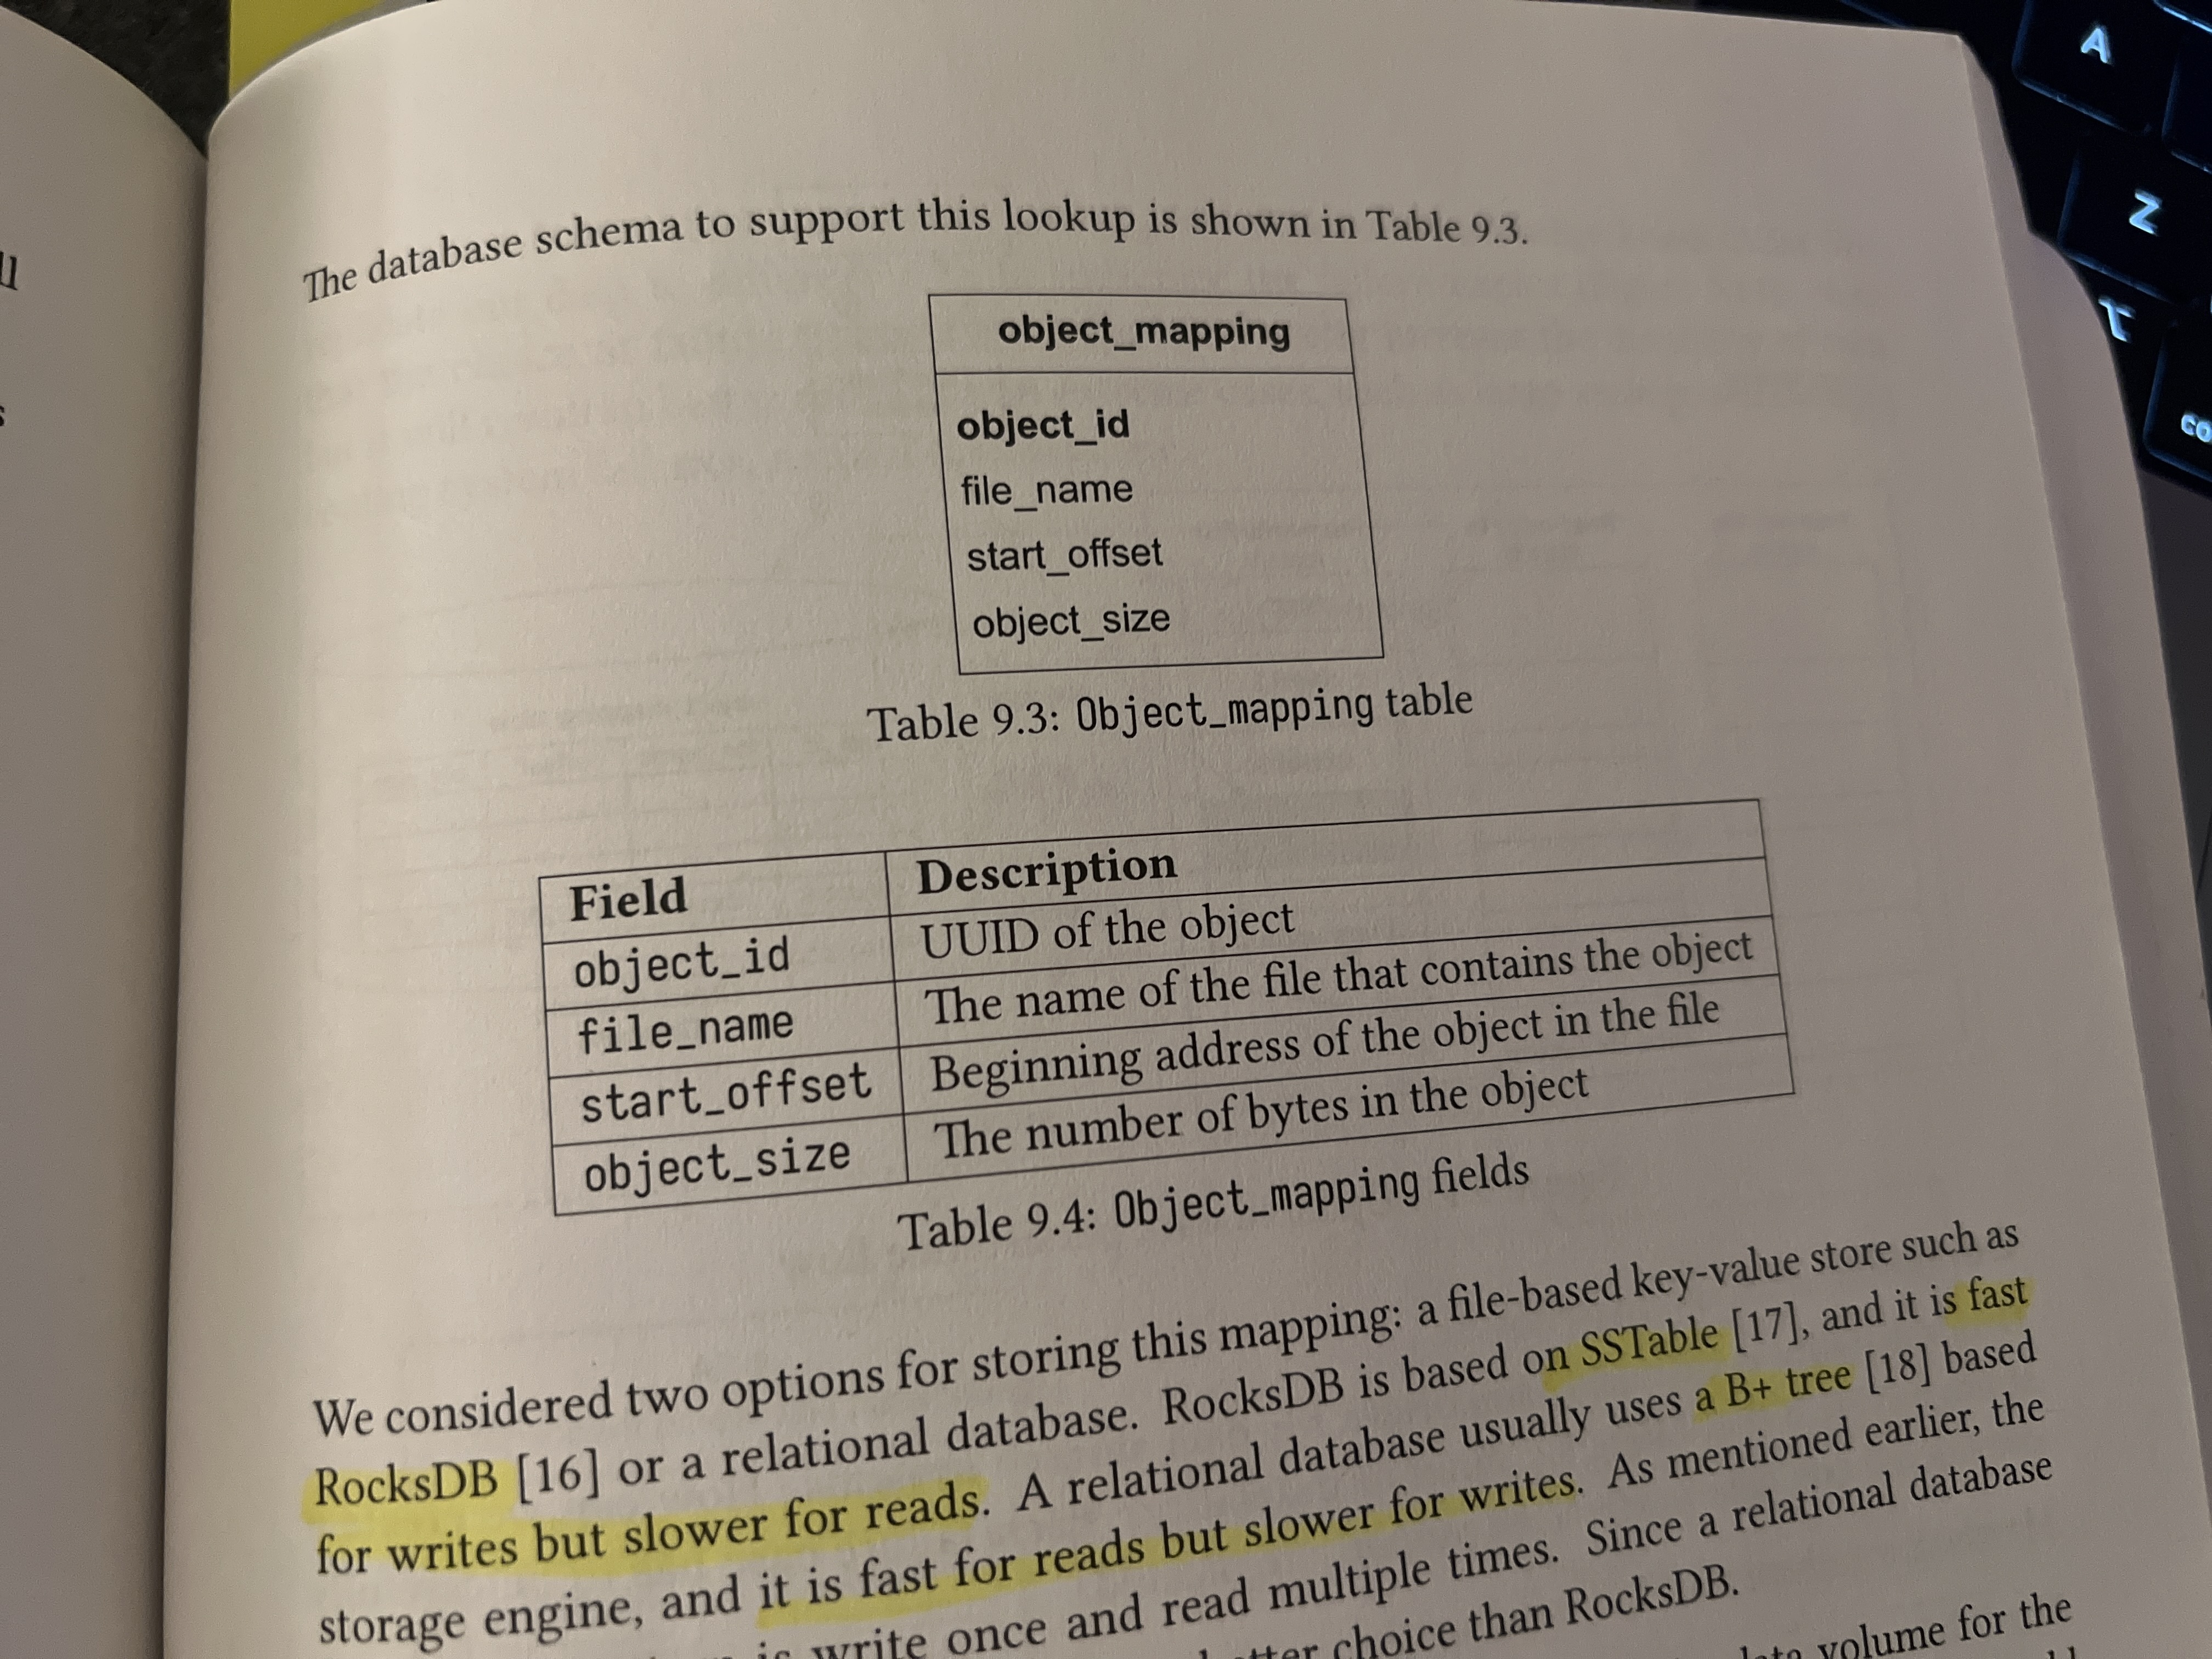 The database schema to support this lookup is shown in Table 9.3.
object_mapping
object_id
file_name
start_offset
object_size
Table 9.3: Object_mapping table
Field Description
object_id UUID of the object
file_name The name of the file that contains the object
start_offset Beginning address of the object in the file
object_size The number of bytes in the object
Table 9.4: Object_mapping fields
We considered two options for storing this mapping: a file-based key-value store such as
RocksDB [16] or a relational database. RocksDB is based on SSTable [17], and it is fast
for writes but slower for reads. A relational database usually uses a B+ tree [18] based
storage engine, and it is fast for reads but slower for writes. As mentioned earlier, the
is write once and read multiple times. Since a relational database
choice than RocksDB.
volume for the
A
Z